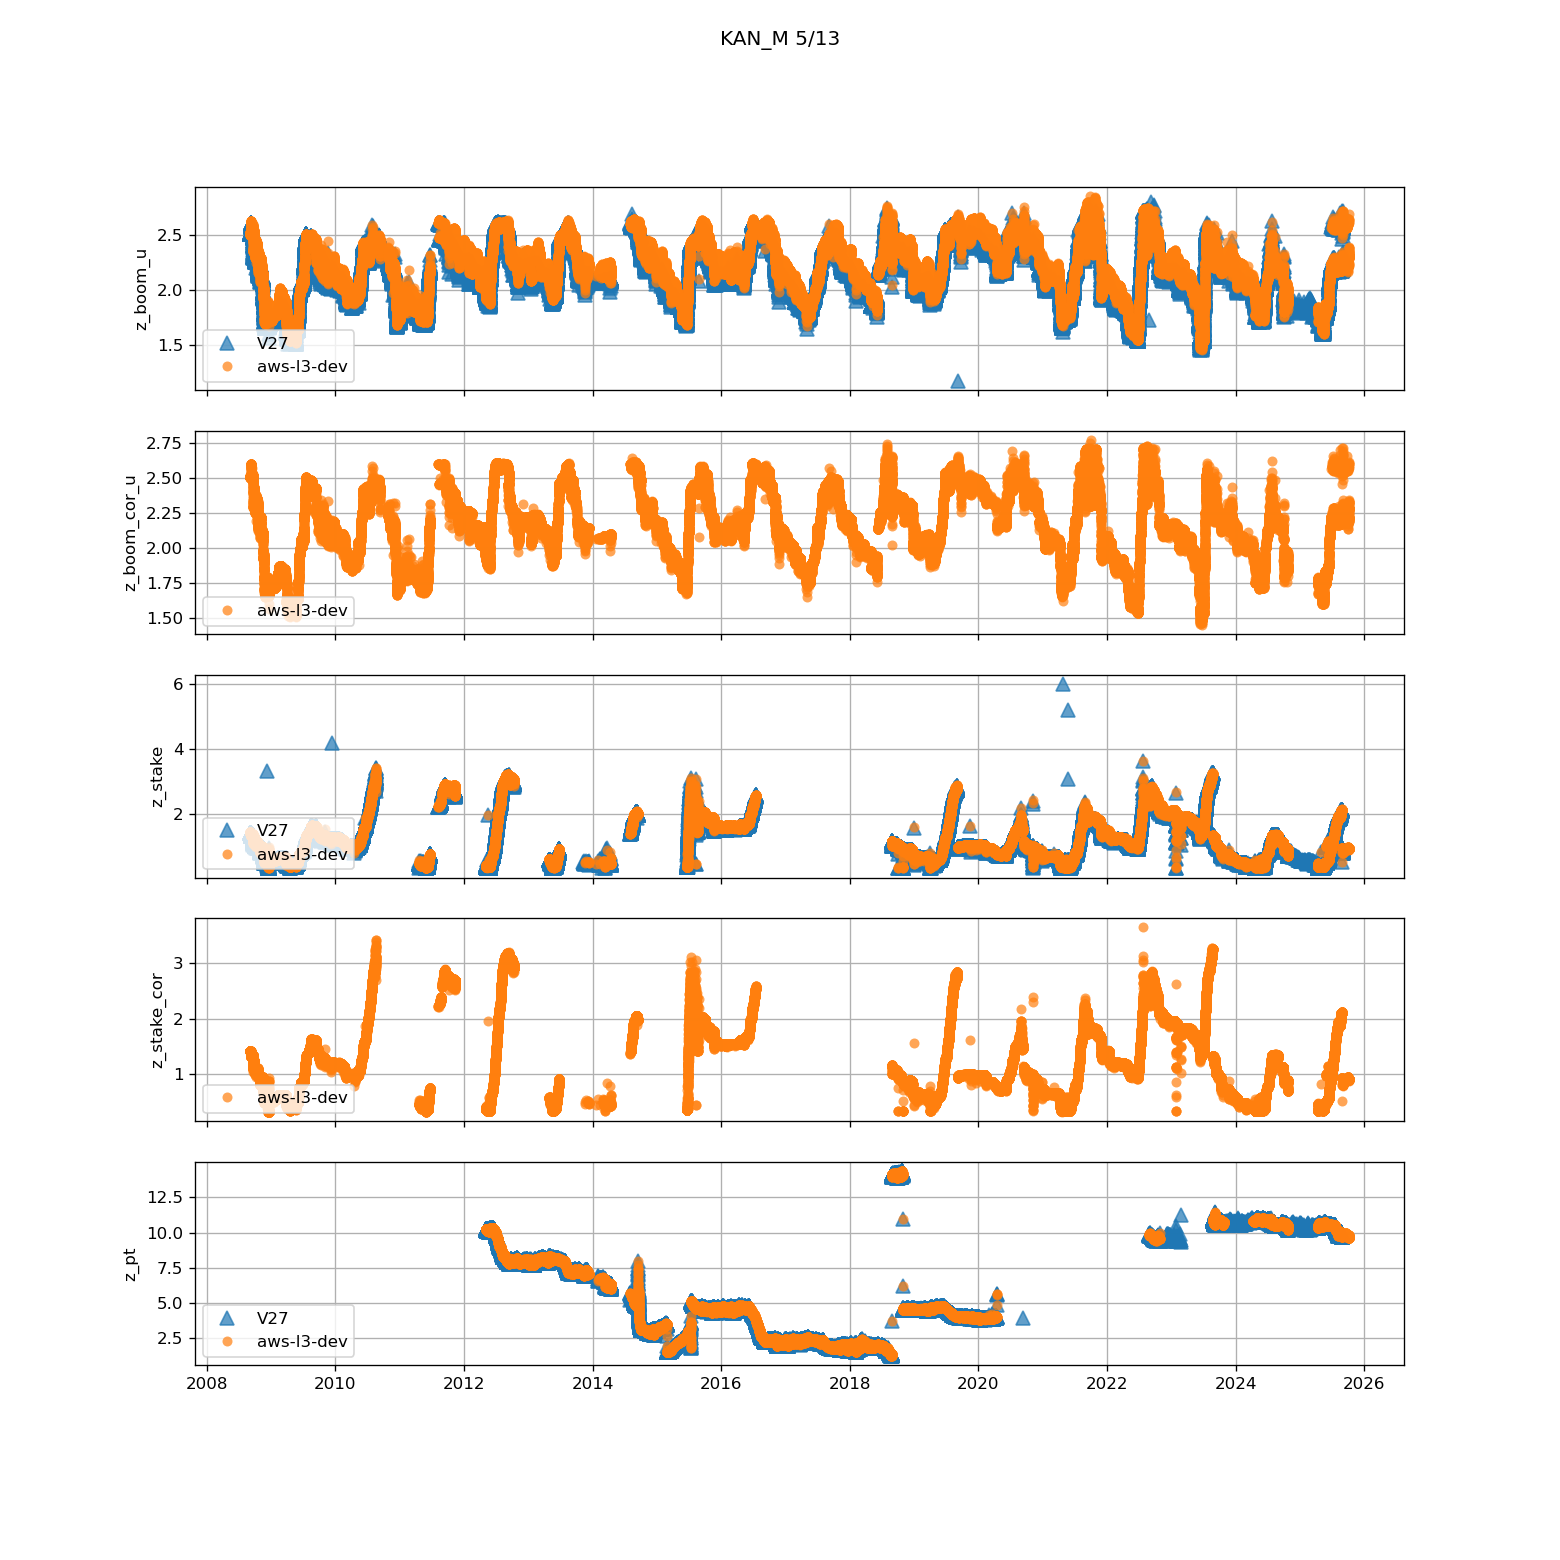 KAN_M 5/13
z_boom_u
2.5
2.0
1.5
V27
aws-l3-dev
z_boom_cor_u
2.75
2.50
2.25
2.00
1.75
1.50
aws-l3-dev
z_stake
6
4
2
V27
aws-l3-dev
z_stake_cor
3
2
1
aws-l3-dev
z_pt
12.5
10.0
7.5
5.0
2.5
V27
aws-l3-dev
2008 2010 2012 2014 2016 2018 2020 2022 2024 2026